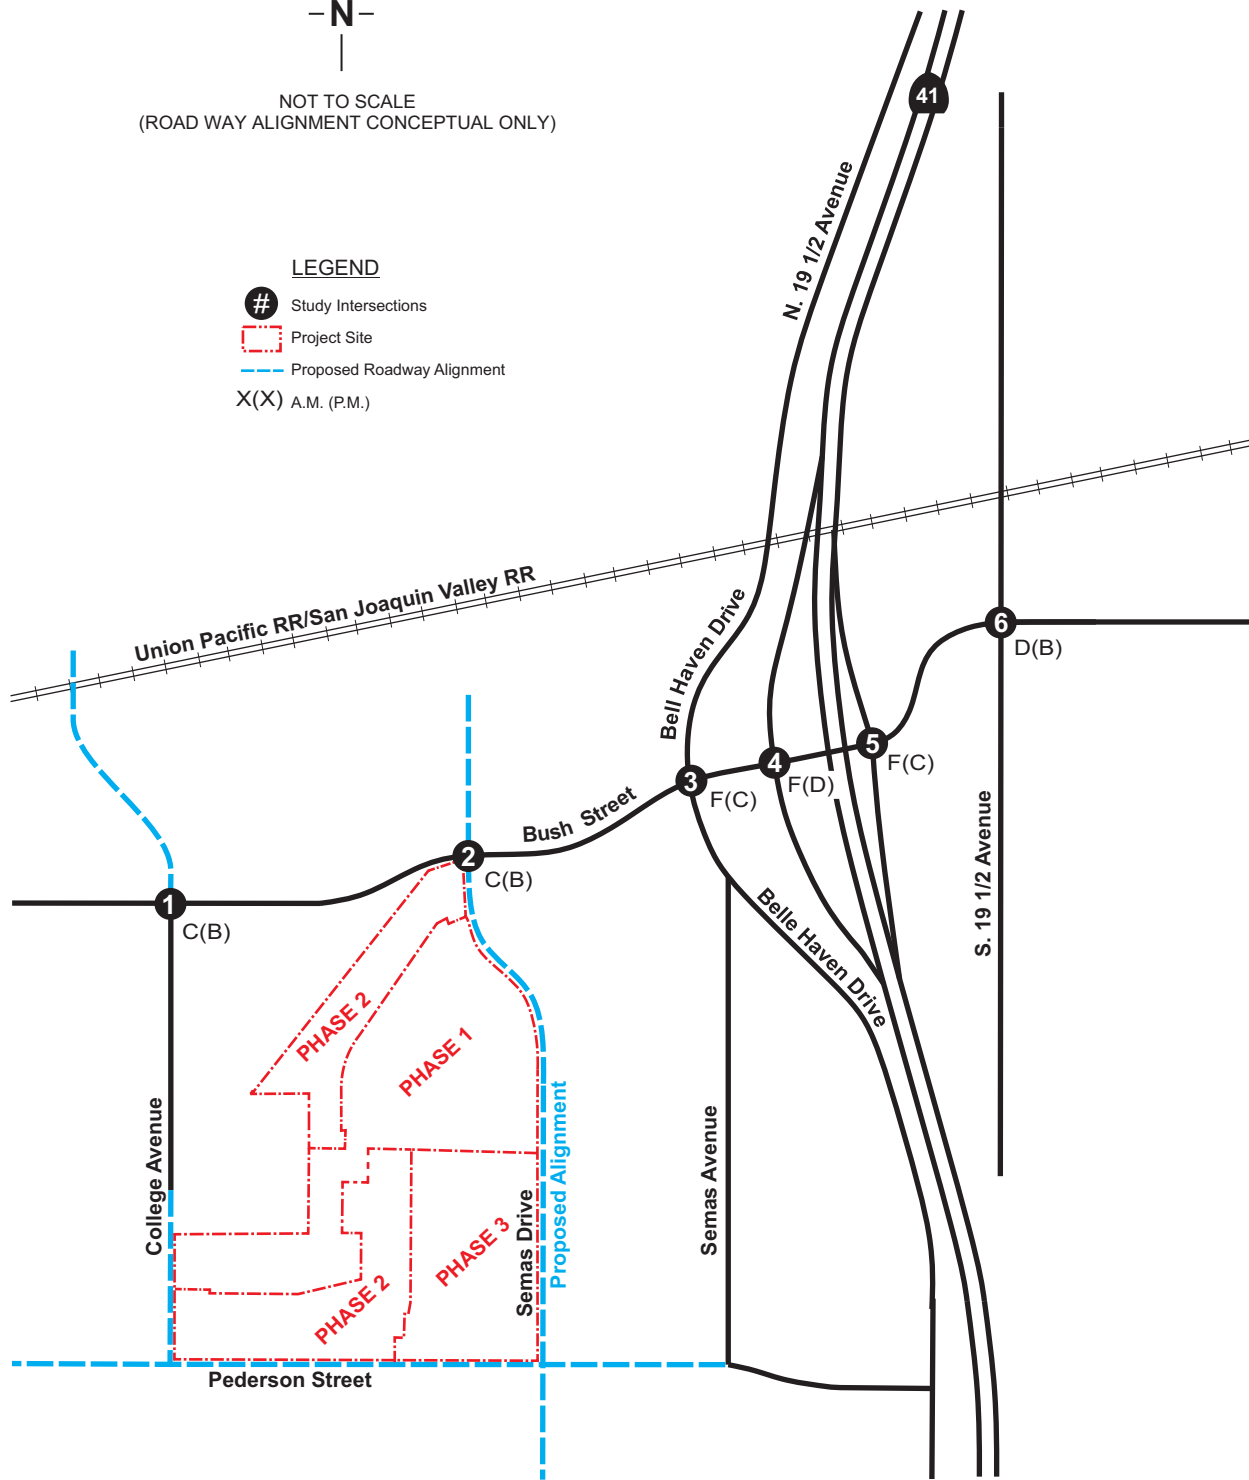 N
NOT TO SCALE
(ROAD WAY ALIGNMENT CONCEPTUAL ONLY)
41
N. 19 1/2 Avenue
LEGEND
# Study Intersections
Project Site
Proposed Roadway Alignment
X(X) A.M. (P.M.)
Union Pacific RR/San Joaquin Valley RR
Bell Haven Drive
6
D(B)
5
F(C)
4
F(D)
3
F(C)
Bush Street
2
C(B)
1
C(B)
S. 19 1/2 Avenue
Belle Haven Drive
PHASE 2
PHASE 1
College Avenue
Proposed Alignment
Semas Drive
Semas Avenue
PHASE 3
PHASE 2
Pederson Street